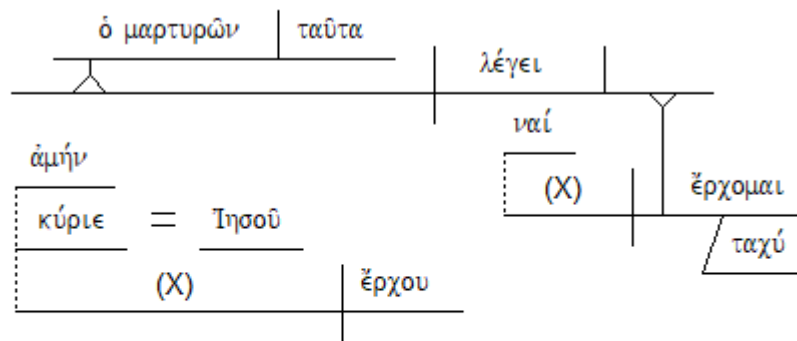 ὁ μαρτυρῶν ταῦτα
λέγει
ναί
ἀμήν
(X) ἔρχομαι
κύριε = Ἰησοῦ
ταχύ
(X) ἔρχου